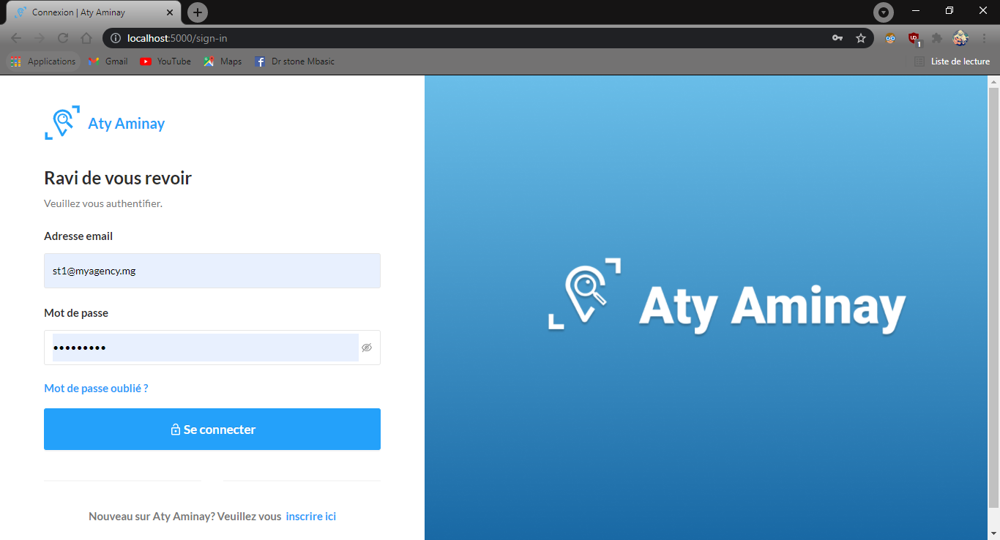 Connexion | Aty Aminay
localhost:5000/sign-in
1
Applications Gmail YouTube Maps Dr stone Mbasic Liste de lecture
Aty Aminay
Ravi de vous revoir
Veuillez vous authentifier.
Adresse email
st1@myagency.mg
Mot de passe
•••••••••
Mot de passe oublié ?
Se connecter
Nouveau sur Aty Aminay? Veuillez vous inscrire ici
Aty Aminay